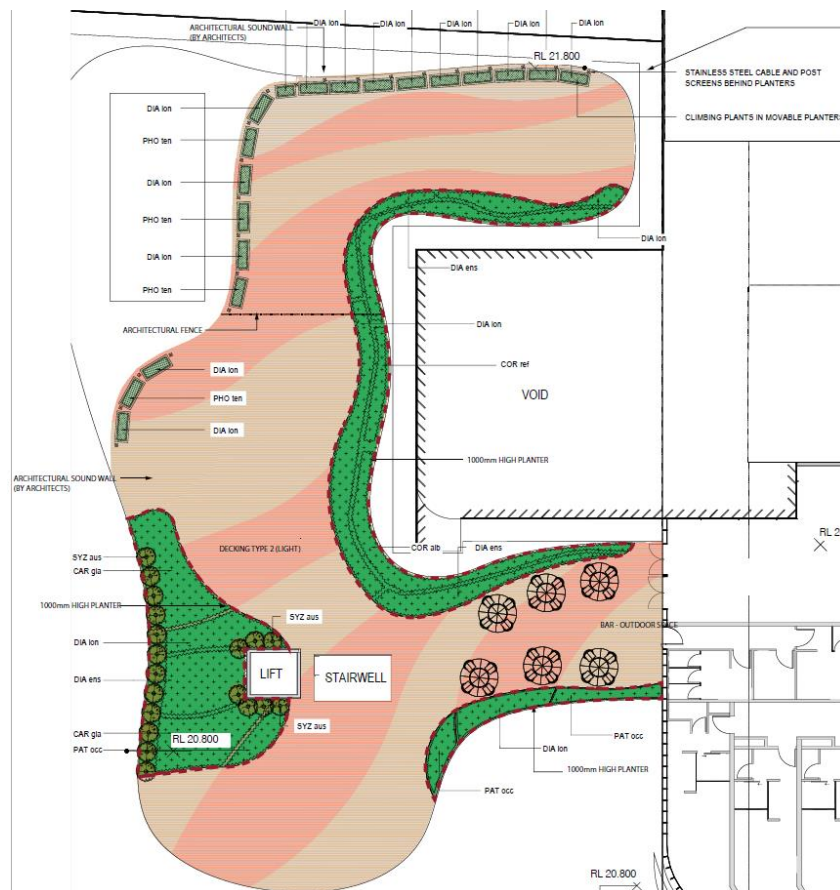 ARCHITECTURAL SOUND WALL
(BY ARCHITECTS)
DIA lon
DIA lon
DIA lon
DIA lon
DIA lon
RL 21.800
STAINLESS STEEL CABLE AND POST
SCREENS BEHIND PLANTERS
CLIMBING PLANTS IN MOVABLE PLANTERS
DIA lon
PHO ten
DIA lon
PHO ten
DIA lon
PHO ten
DIA lon
DIA ens
ARCHITECTURAL FENCE
DIA lon
COR ref
VOID
DIA lon
PHO ten
DIA lon
1000mm HIGH PLANTER
ARCHITECTURAL SOUND WALL
(BY ARCHITECTS)
DECKING TYPE 2 (LIGHT)
COR alb
DIA ens
RL 2
SYZ aus
CAR gla
1000mm HIGH PLANTER
SYZ aus
BAR - OUTDOOR SPACE
DIA lon
LIFT
STAIRWELL
DIA ens
CAR gla
SYZ aus
RL 20.800
PAT occ
PAT occ
DIA lon
1000mm HIGH PLANTER
PAT occ
RL 20.800